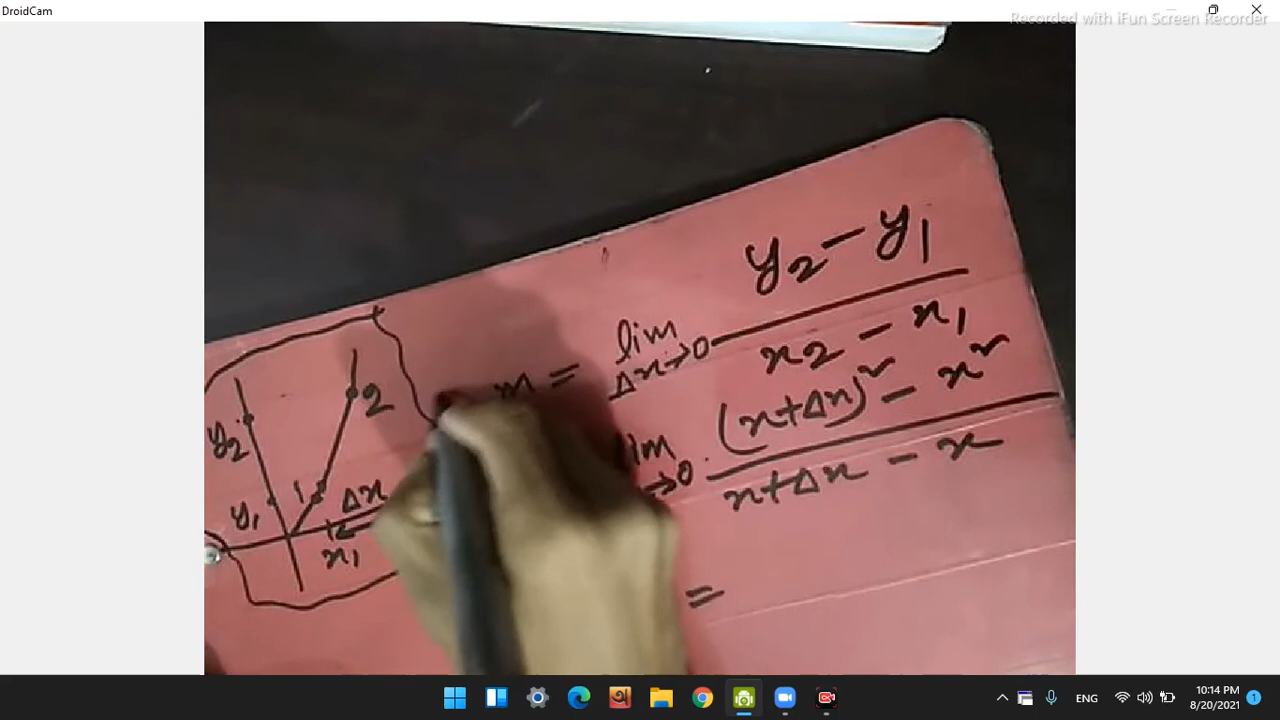 DroidCam
Recorded with iFun Screen Recorder
y₂ − y₁
m = lim
Δx→0
x2 − x₁
(x+Δx)² − x²
lim
→0
x+Δx − x
=
2
y₂
1
y₁
Δx
x₁
ENG
10:14 PM
8/20/2021
1